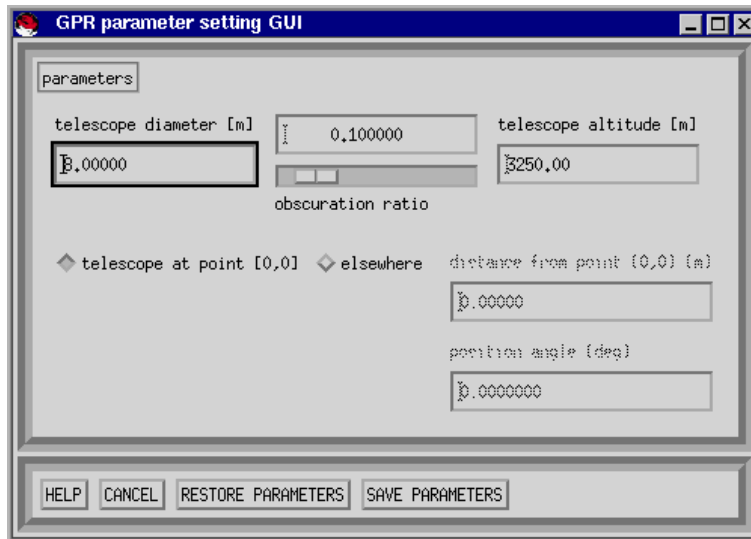 GPR parameter setting GUI
parameters
telescope diameter [m]
8.00000
0.100000
obscuration ratio
telescope altitude [m]
3250.00
telescope at point [0,0]
elsewhere
distance from point (0,0) (m)
0.00000
position angle (deg)
0.0000000
HELP
CANCEL
RESTORE PARAMETERS
SAVE PARAMETERS